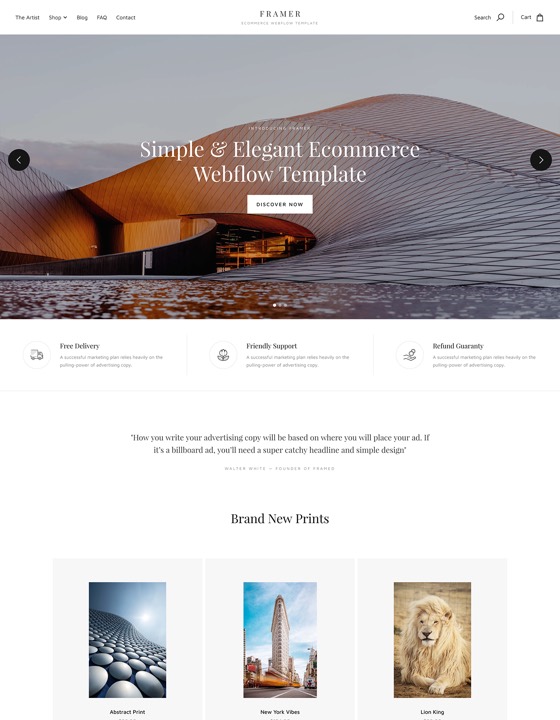 The Artist
Shop
Blog
FAQ
Contact
FRAMER
ECOMMERCE WEBFLOW TEMPLATE
Search
Cart
INTRODUCING FRAMER
Simple & Elegant Ecommerce
Webflow Template
DISCOVER NOW
Free Delivery
A successful marketing plan relies heavily on the
pulling-power of advertising copy.
Friendly Support
A successful marketing plan relies heavily on the
pulling-power of advertising copy.
Refund Guaranty
A successful marketing plan relies heavily on the
pulling-power of advertising copy.
"How you write your advertising copy will be based on where you will place your ad. If
it's a billboard ad, you'll need a super catchy headline and simple design"
WALTER WHITE — FOUNDER OF FRAMER
Brand New Prints
Abstract Print
New York Vibes
Lion King